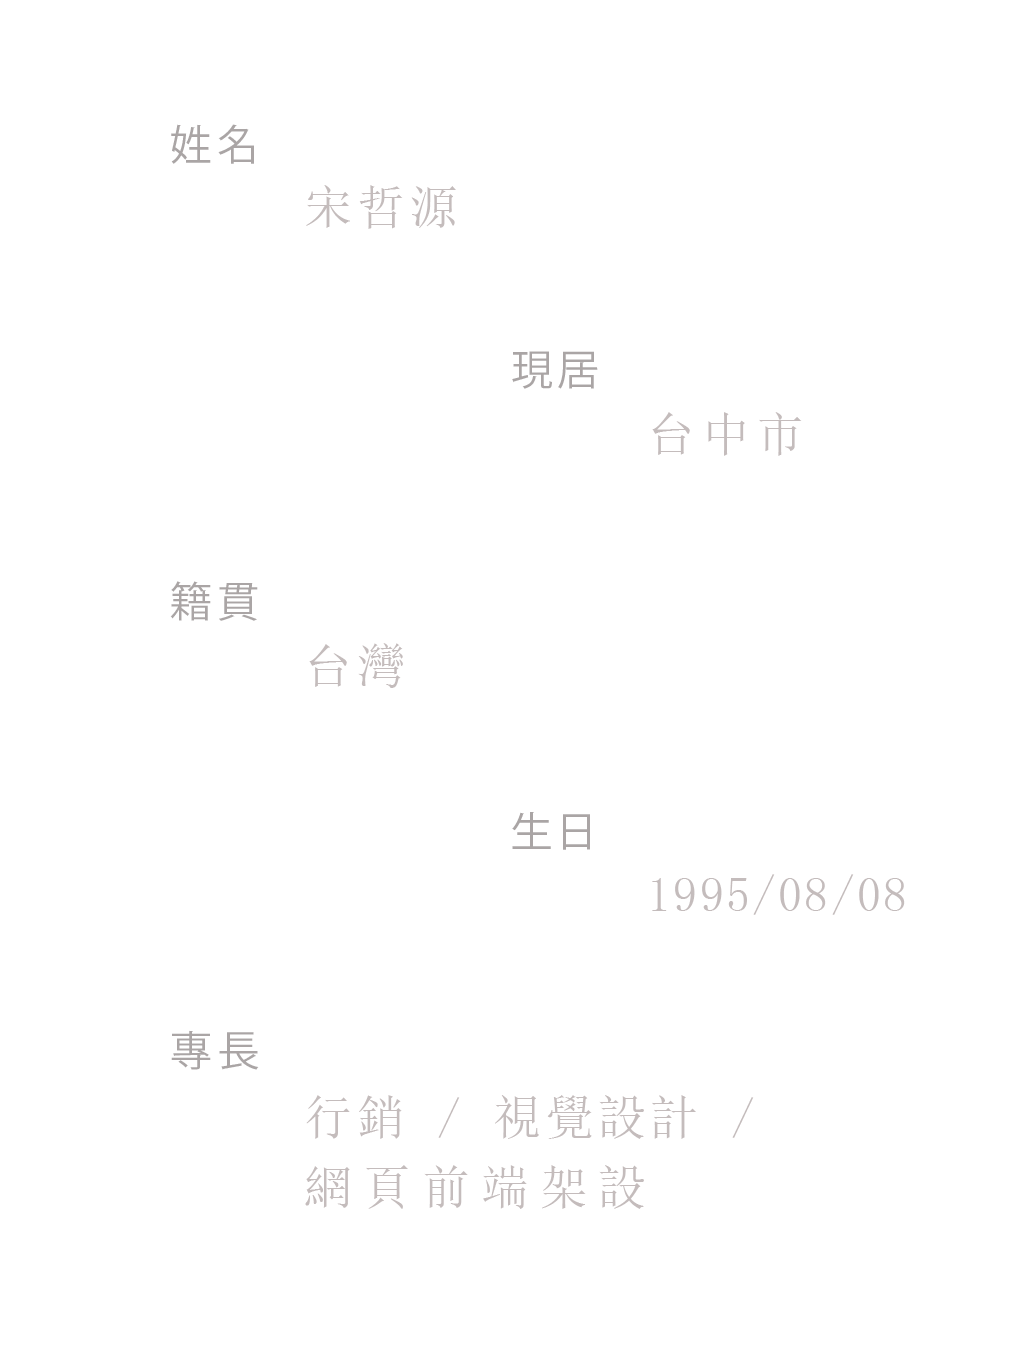 姓名
宋哲源
現居
台中市
籍貫
台灣
生日
1995/08/08
專長
行銷 / 視覺設計 /
網頁前端架設